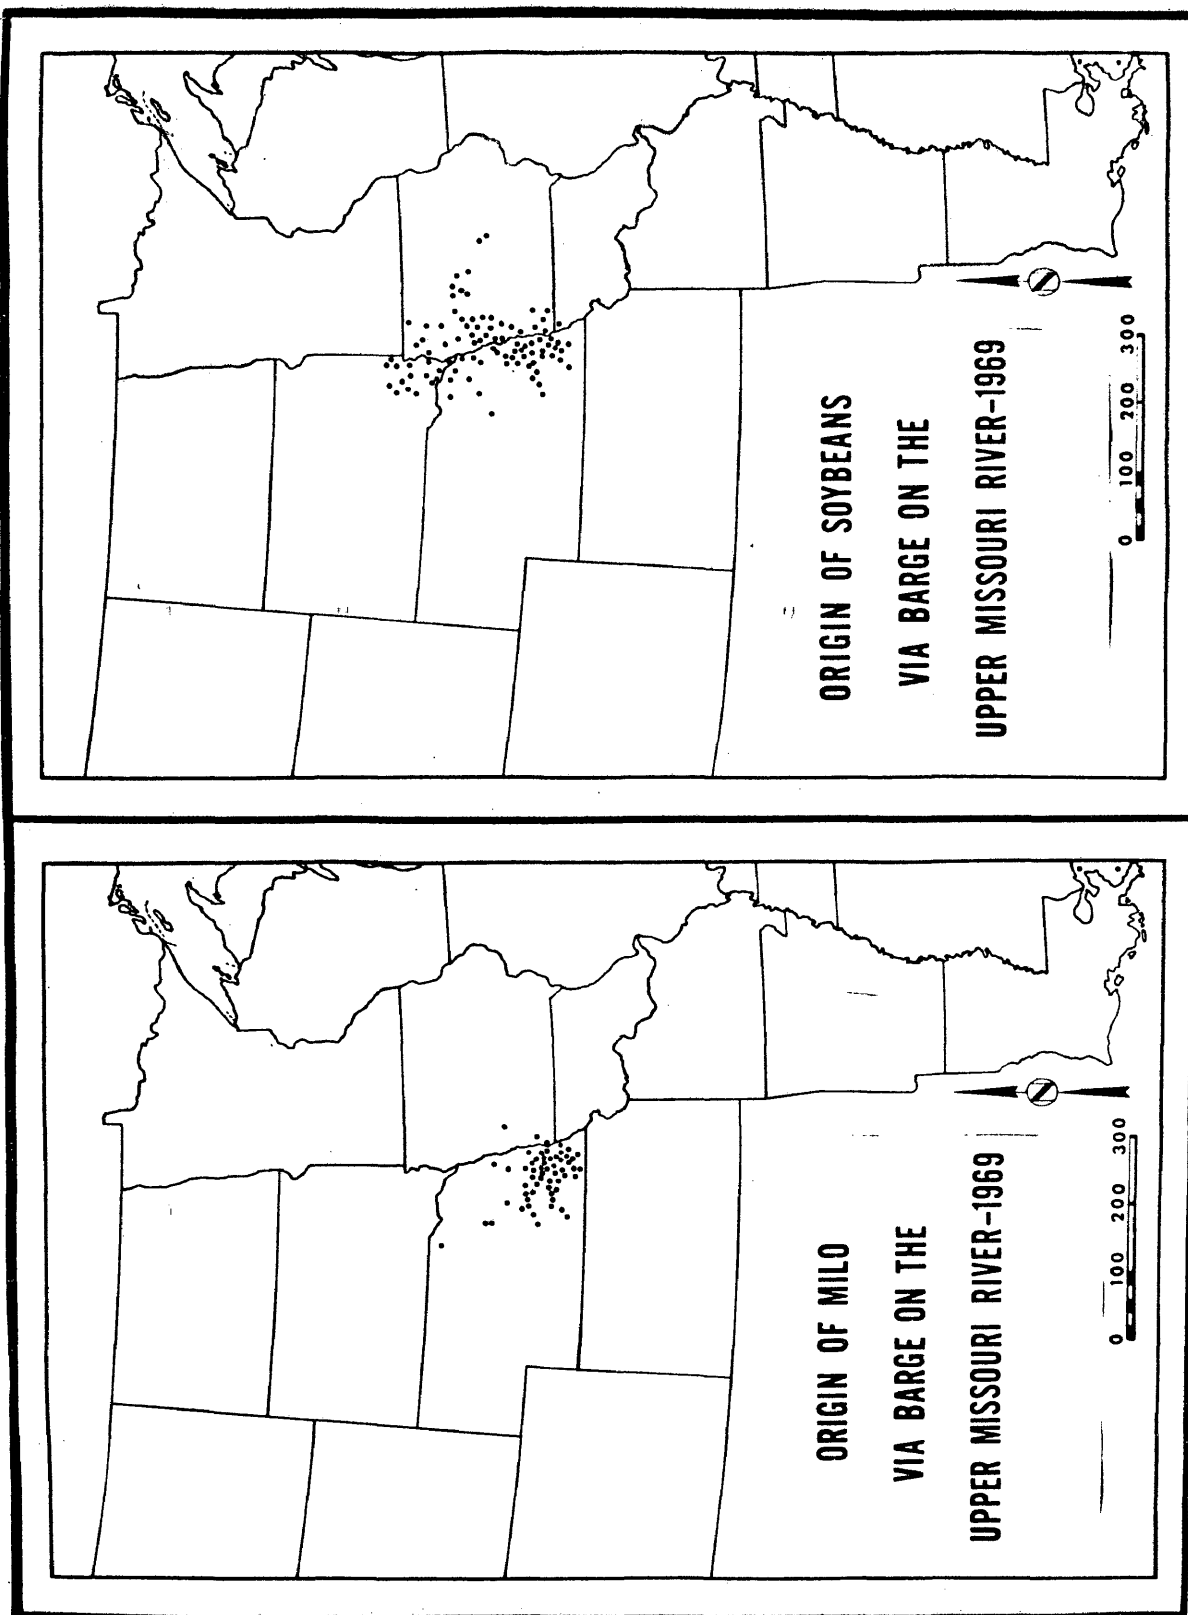 ORIGIN OF MILO
VIA BARGE ON THE
UPPER MISSOURI RIVER-1969
0 100 200 300
N
ORIGIN OF SOYBEANS
VIA BARGE ON THE
UPPER MISSOURI RIVER-1969
0 100 200 300
N